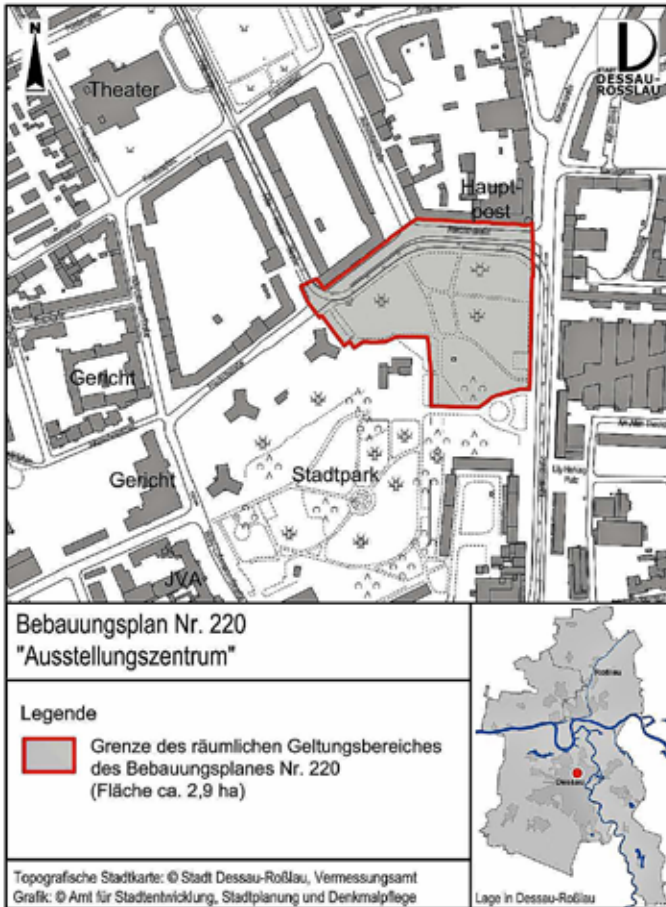 N
STADT
DESSAU-
ROSSLAU
Theater
Haupt-
post
Gericht
Gericht
Stadtpark
JVA
Bebauungsplan Nr. 220
"Ausstellungszentrum"
Legende
Grenze des räumlichen Geltungsbereiches
des Bebauungsplanes Nr. 220
(Fläche ca. 2,9 ha)
Topografische Stadtkarte: © Stadt Dessau-Roßlau, Vermessungsamt
Grafik: © Amt für Stadtentwicklung, Stadtplanung und Denkmalpflege
Roßlau
Dessau
Lage in Dessau-Roßlau